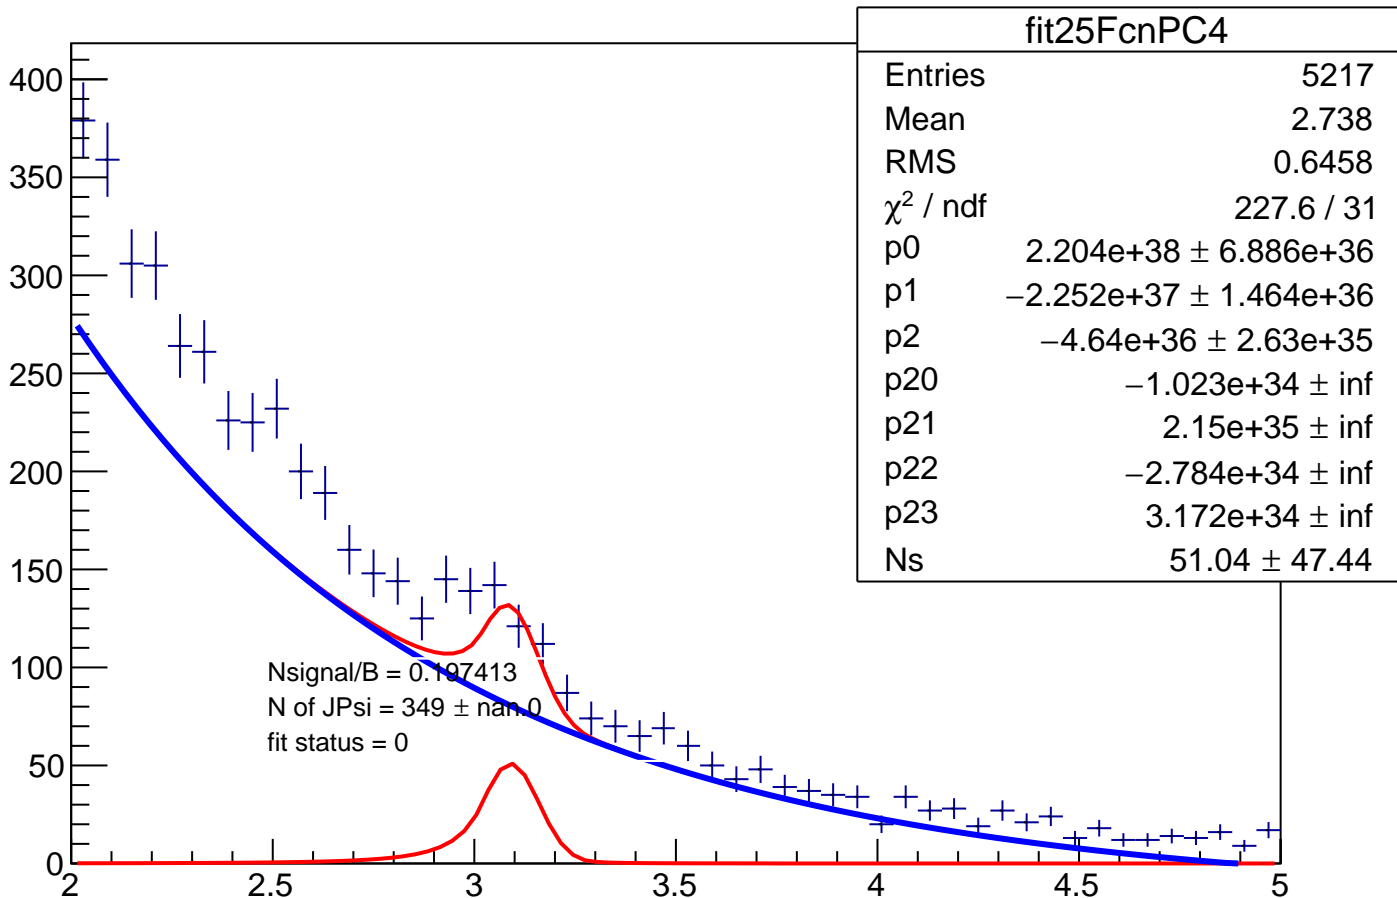 fit25FcnPC4
Entries 5217
Mean 2.738
RMS 0.6458
χ² / ndf 227.6 / 31
p0 2.204e+38 ± 6.886e+36
p1 −2.252e+37 ± 1.464e+36
p2 −4.64e+36 ± 2.63e+35
p20 −1.023e+34 ± inf
p21 2.15e+35 ± inf
p22 −2.784e+34 ± inf
p23 3.172e+34 ± inf
Ns 51.04 ± 47.44
400
350
300
250
200
150
100
50
0
Nsignal/B = 0.197413
N of JPsi = 349 ± nan.0
fit status = 0
2 2.5 3 3.5 4 4.5 5